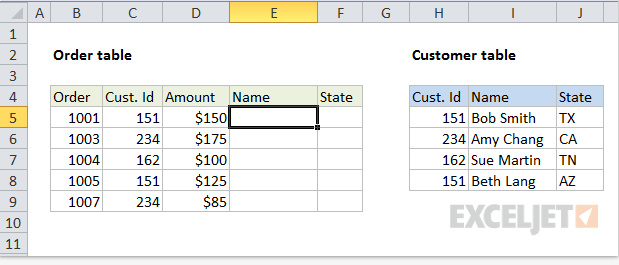 A B C D E F G H I J
1
2 Order table Customer table
3
4 Order Cust. Id Amount Name State Cust. Id Name State
5 1001 151 $150 151 Bob Smith TX
6 1003 234 $175 234 Amy Chang CA
7 1004 162 $100 162 Sue Martin TN
8 1005 151 $125 151 Beth Lang AZ
9 1007 234 $85
10 EXCELJET
11